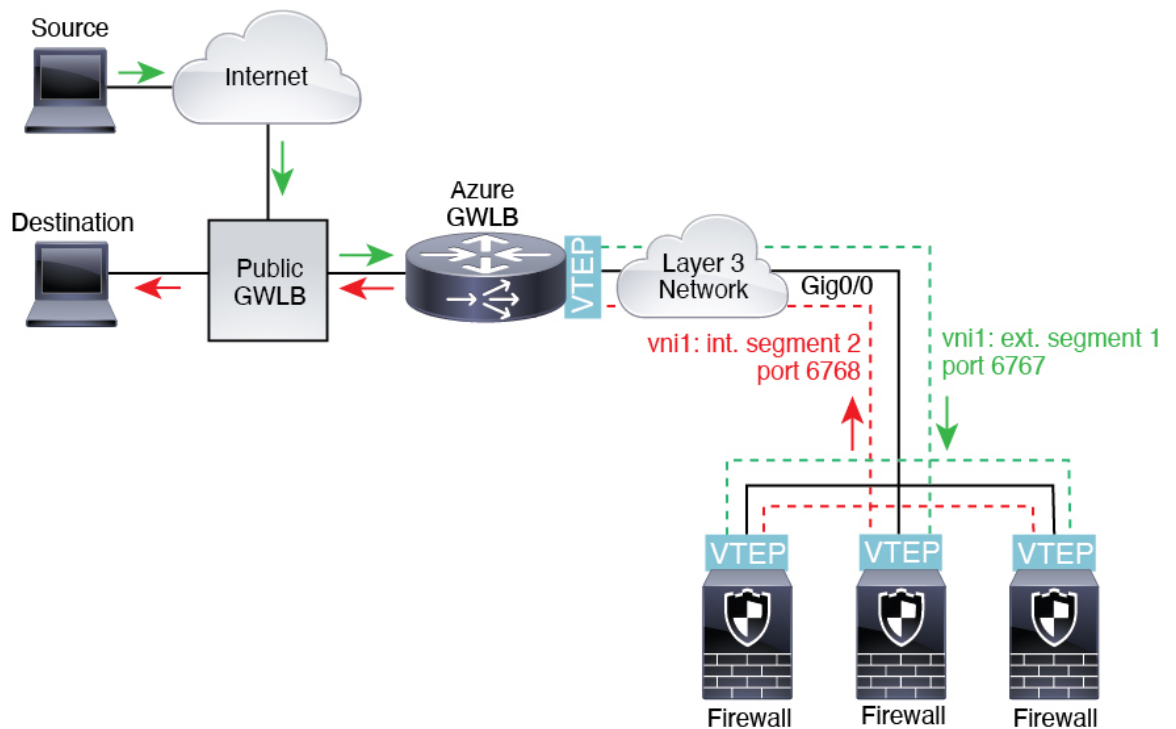 Source
Internet
Azure
GWLB
Destination
Public
GWLB
VTEP
Layer 3
Network
Gig0/0
vni1: int. segment 2
port 6768
vni1: ext. segment 1
port 6767
VTEP
VTEP
VTEP
Firewall
Firewall
Firewall